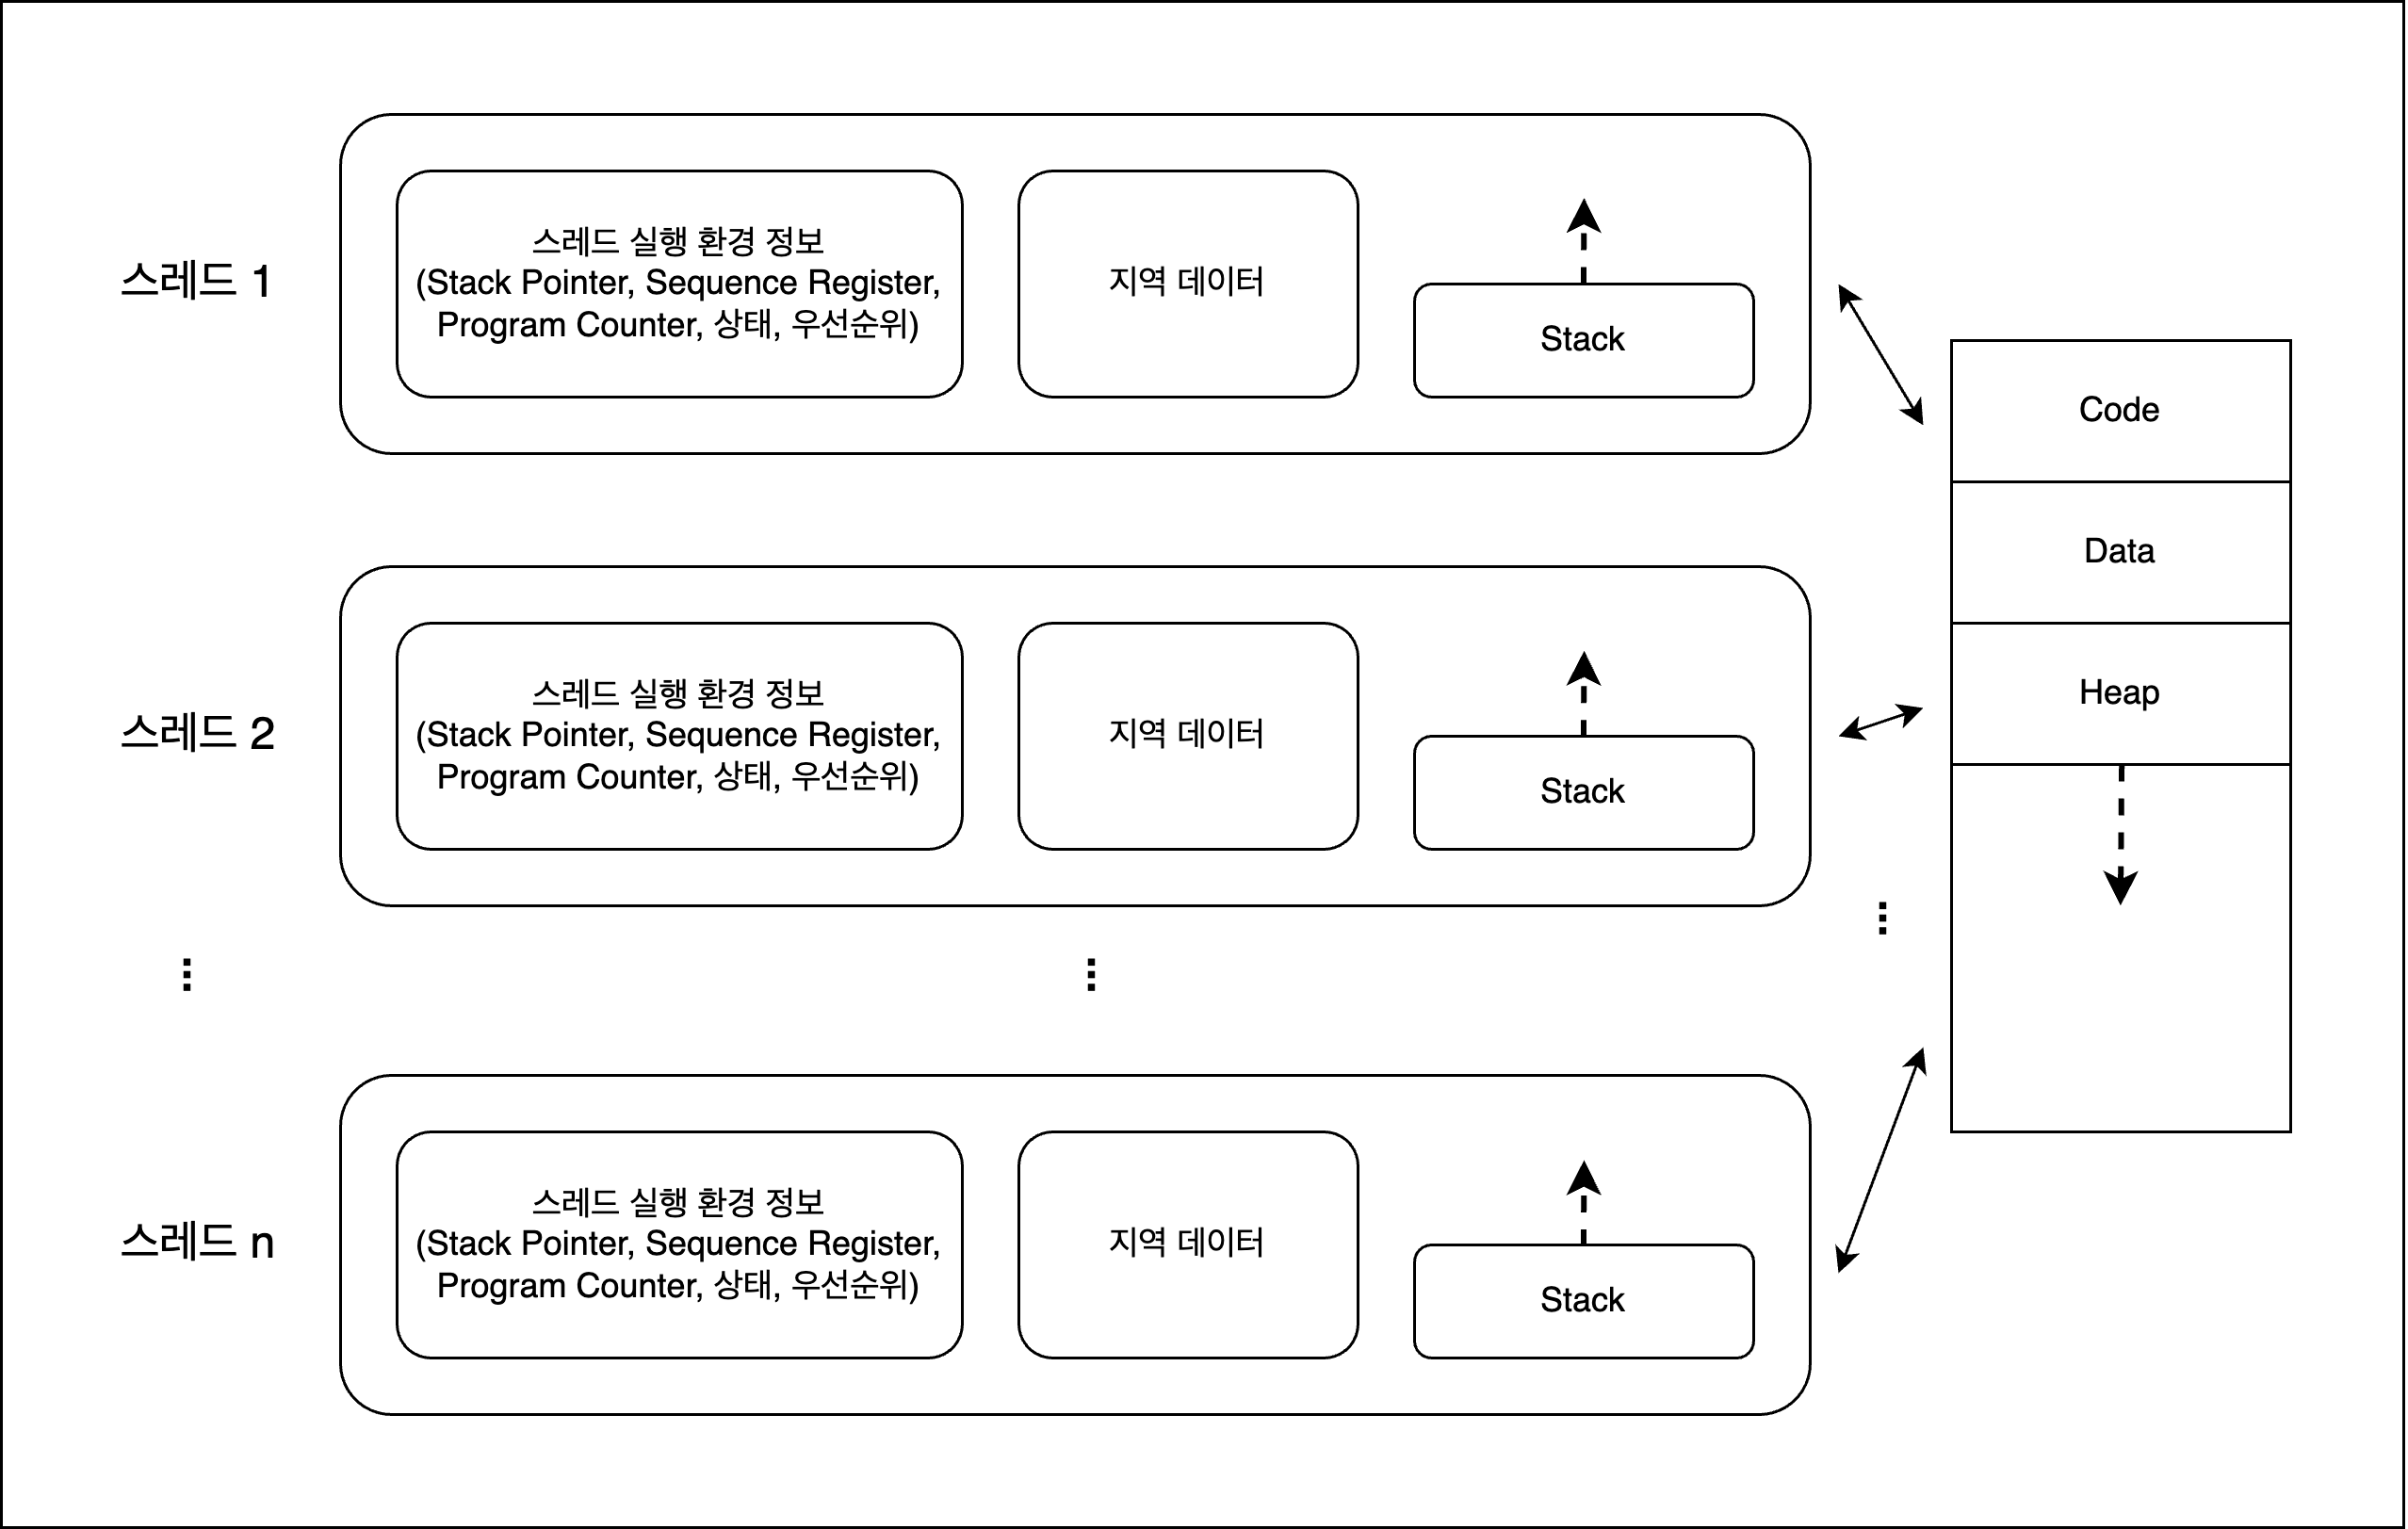 스레드 1
스레드 실행 환경 정보
(Stack Pointer, Sequence Register,
Program Counter, 상태, 우선순위)
지역 데이터
Stack
스레드 2
스레드 실행 환경 정보
(Stack Pointer, Sequence Register,
Program Counter, 상태, 우선순위)
지역 데이터
Stack
스레드 n
스레드 실행 환경 정보
(Stack Pointer, Sequence Register,
Program Counter, 상태, 우선순위)
지역 데이터
Stack
Code
Data
Heap